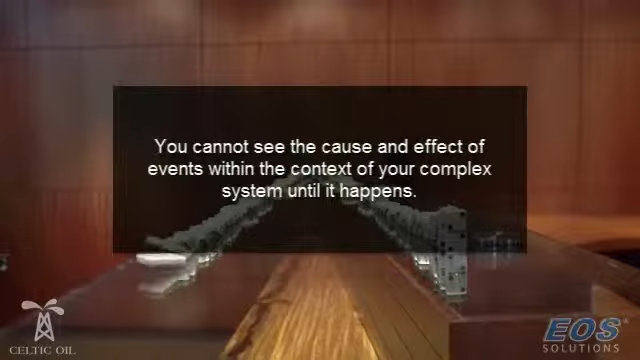 You cannot see the cause and effect of
events within the context of your complex
system until it happens.
CELTIC OIL
EOS
SOLUTIONS